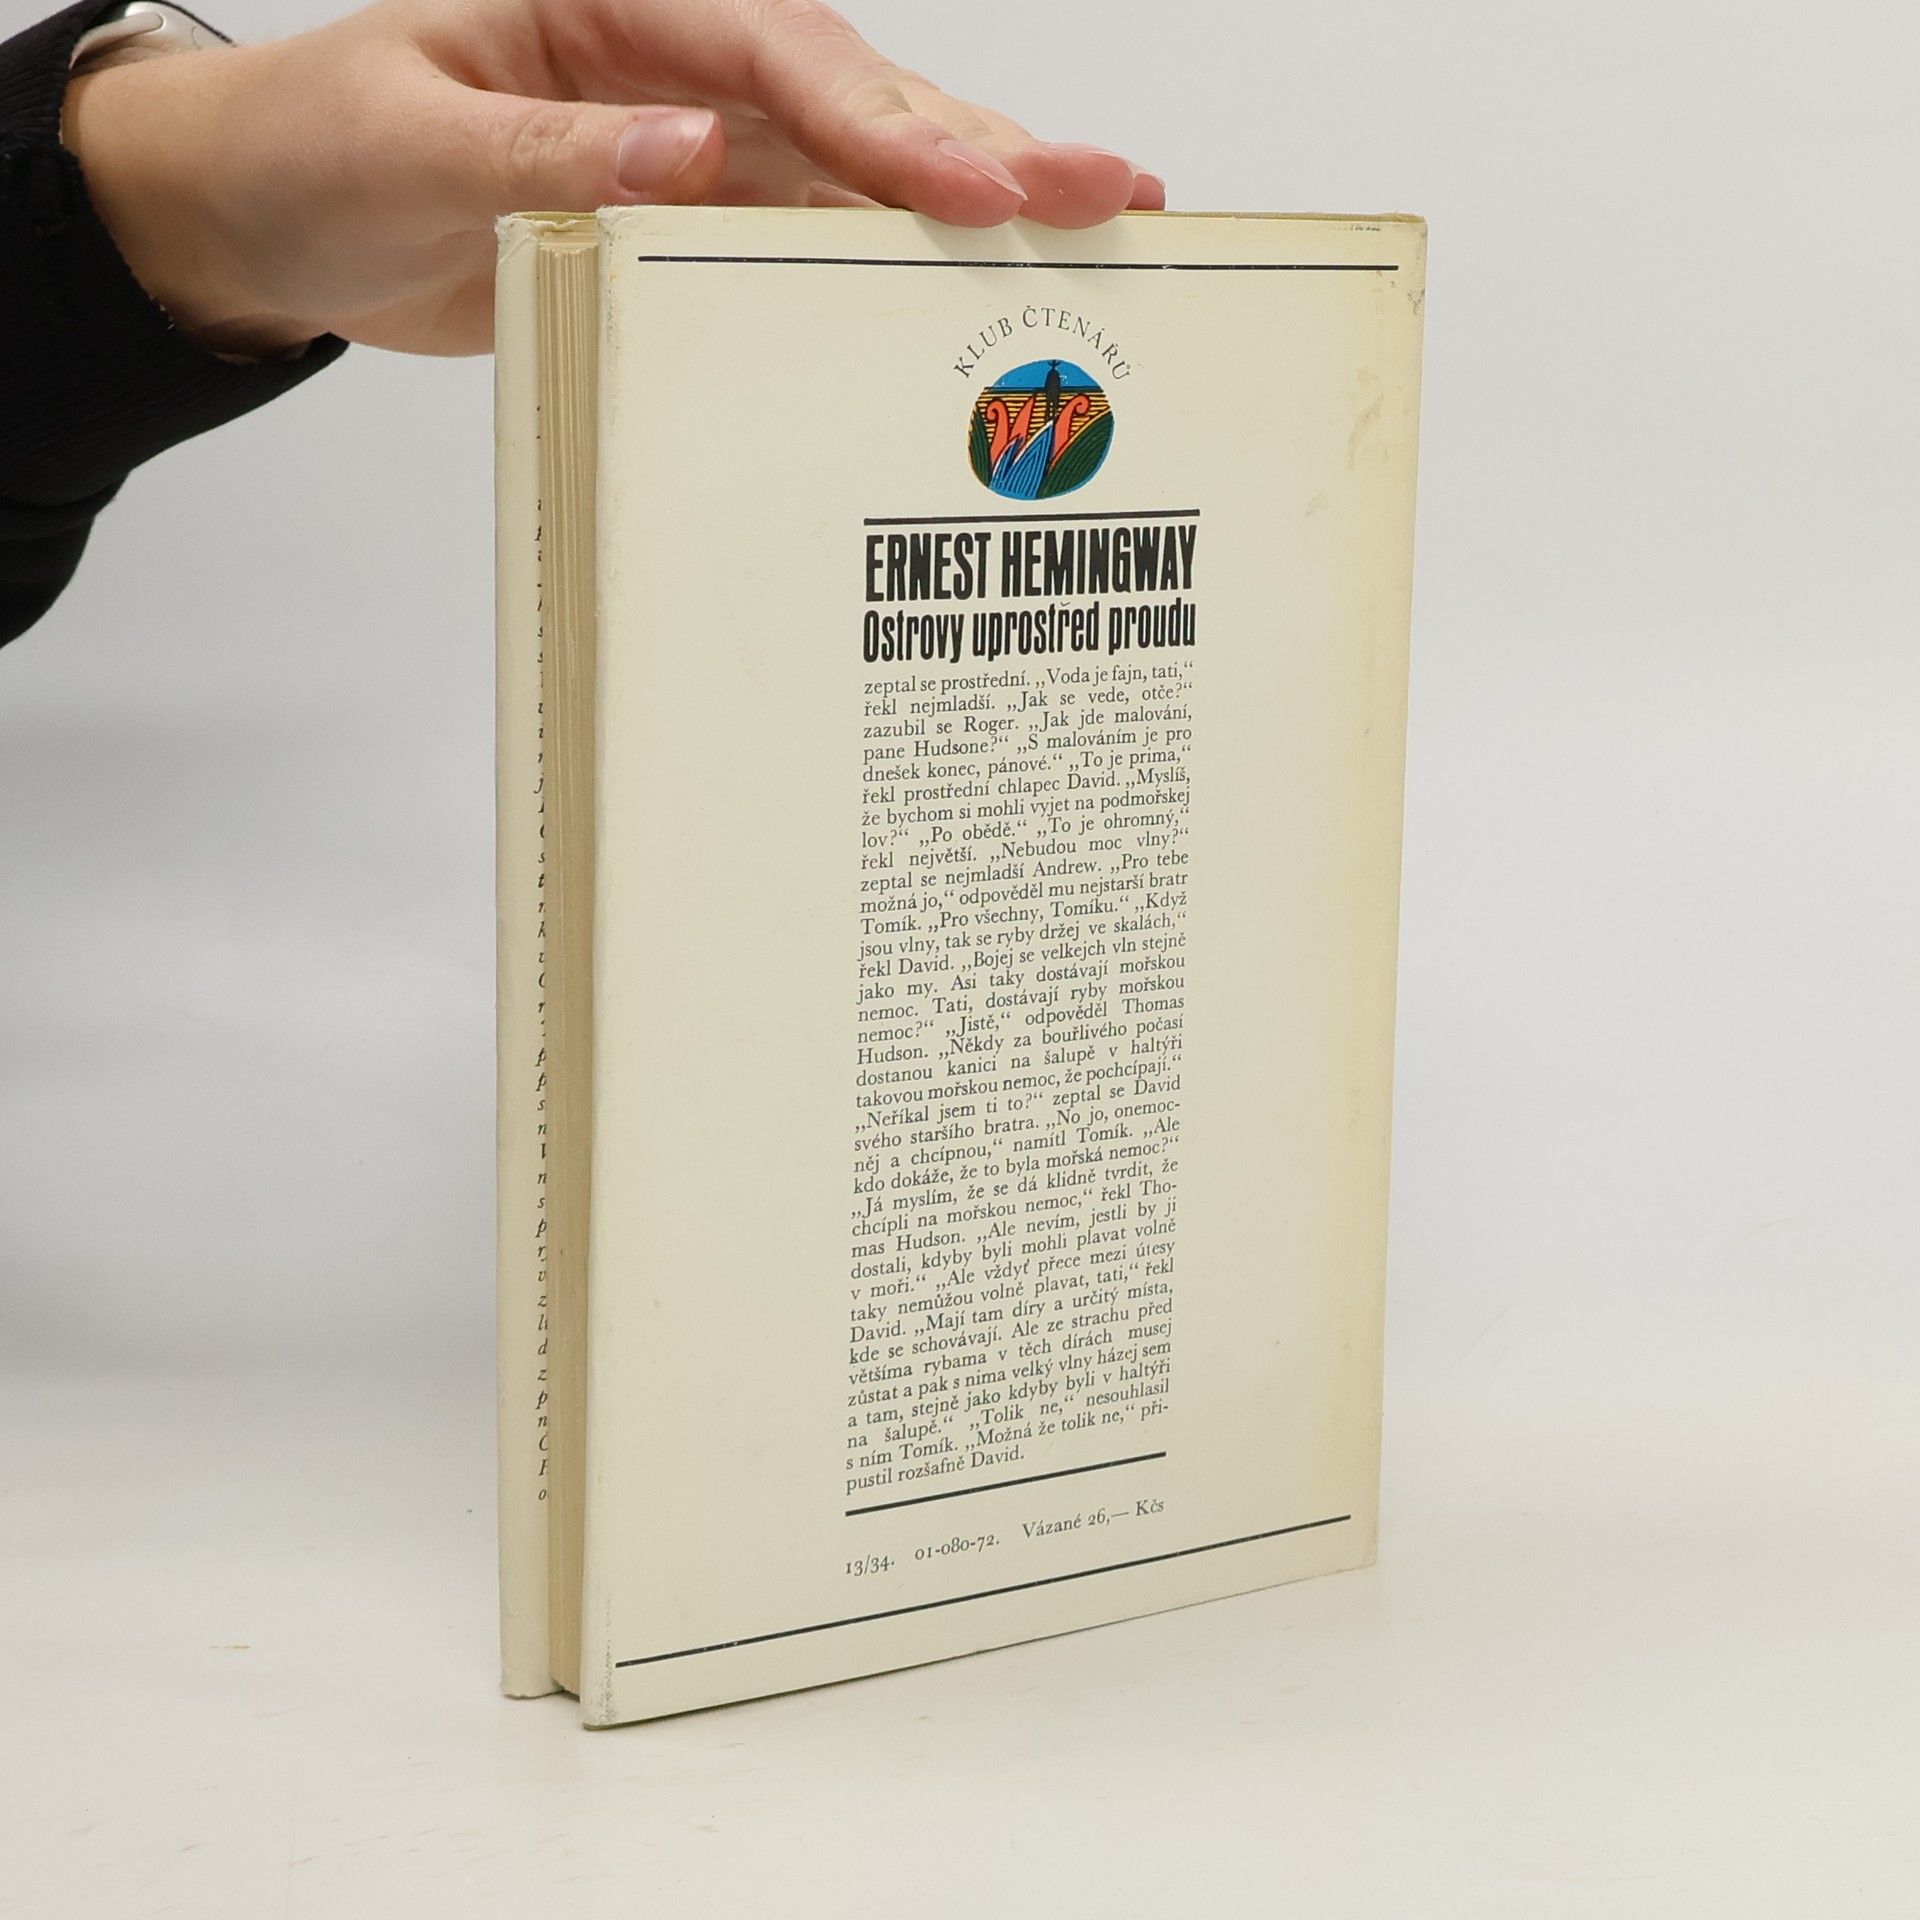 KLUB ČTENÁŘŮ
ERNEST HEMINGWAY
Ostrovy uprostřed proudu
zeptal se prostřední. „Voda je fajn, tati,“
řekl nejmladší. „Jak se vede, otče?“
zazubil se Roger. „Jak jde malování,
pane Hudsone?“ „S malováním je pro
dnešek konec, pánové.“ „To je prima,“
řekl prostřední chlapec David. „Myslíš,
že bychom si mohli vyjet na podmořskej
lov?“ „Po obědě.“ „To je ohromný,“
řekl největší. „Nebudou moc vlny?“
zeptal se nejmladší Andrew. „Pro tebe
možná jo,“ odpověděl mu nejstarší bratr
Tomík. „Pro všechny, Tomíku.“ „Když
jsou vlny, tak se ryby držej ve skalách,“
řekl David. „Bojej se velkejch vln stejně
jako my. Asi taky dostávají mořskou
nemoc. Tati, dostávají ryby mořskou
nemoc?“ „Jistě,“ odpověděl Thomas
Hudson. „Někdy za bouřlivého počasí
dostanou kanici na šalupě v haltýři
takovou mořskou nemoc, že pochcípají.“
„Neříkal jsem ti to?“ zeptal se David
svého staršího bratra. „No jo, onemoc-
něj a chcípnou,“ namítl Tomík. „Ale
kdo dokáže, že to byla mořská nemoc?“
„Já myslím, že se dá klidně tvrdit, že
chcípli na mořskou nemoc,“ řekl Tho-
mas Hudson. „Ale nevím, jestli by ji
dostali, kdyby byli mohli plavat volně
v moři.“ „Ale vždyť přece mezi útesy
taky nemůžou volně plavat, tati,“ řekl
David. „Mají tam díry a určitý místa,
kde se schovávají. Ale ze strachu před
většíma rybama v těch dírách musej
zůstat a pak s nima velký vlny házej sem
a tam, stejně jako kdyby byli v haltýři
na šalupě.“ „Tolik ne,“ nesouhlasil
s ním Tomík. „Možná že tolik ne,“ při-
pustil rozšafně David.
13/34. 01-080-72. Vázané 26,— Kčs